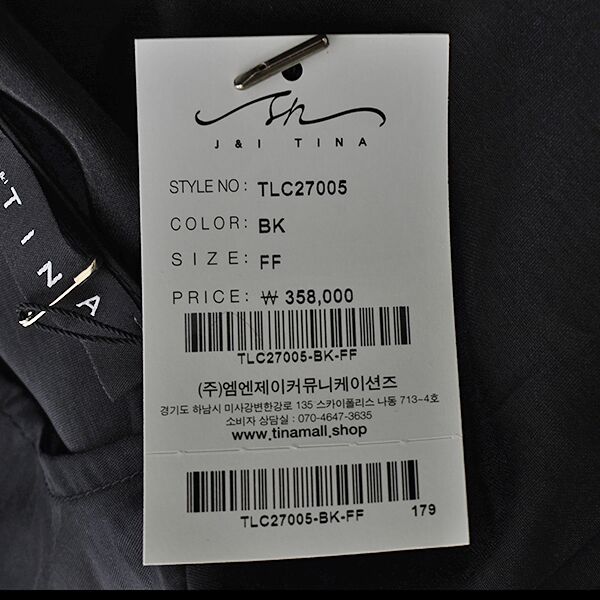 J & I TINA
STYLE NO : TLC27005
COLOR: BK
SIZE: FF
PRICE: ₩ 358,000
TLC27005-BK-FF
(주)엠엔제이커뮤니케이션즈
경기도 하남시 미사강변한강로 135 스카이폴리스 나동 713-4호
소비자 상담실 : 070-4647-3635
www.tinamall.shop
TLC27005-BK-FF
179
TINA